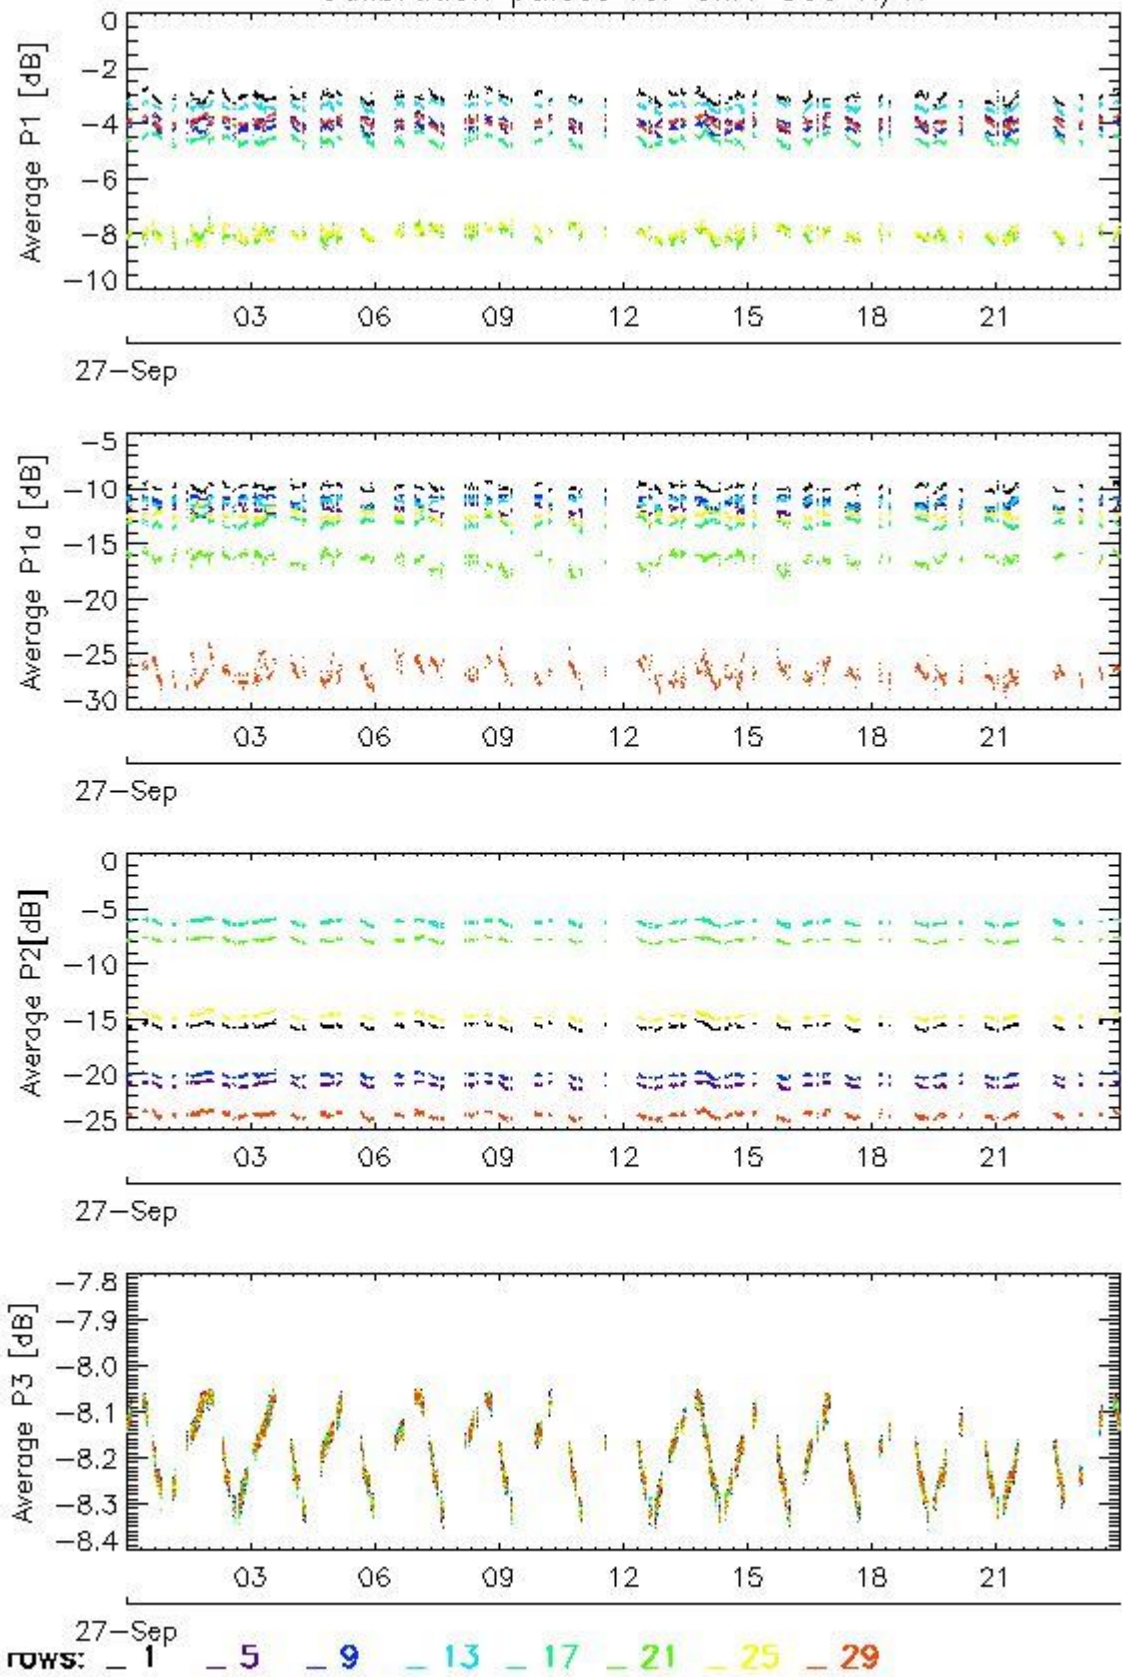 0
−2
−4
−6
−8
−10
Average P1 [dB]
03 06 09 12 15 18 21
27−Sep
−5
−10
−15
−20
−25
−30
Average P1a [dB]
03 06 09 12 15 18 21
27−Sep
0
−5
−10
−15
−20
−25
Average P2[dB]
03 06 09 12 15 18 21
27−Sep
−7.8
−7.9
−8.0
−8.1
−8.2
−8.3
−8.4
Average P3 [dB]
03 06 09 12 15 18 21
27−Sep
rows: _ 1 _ 5 _ 9 _ 13 _ 17 _ 21 _ 25 _ 29